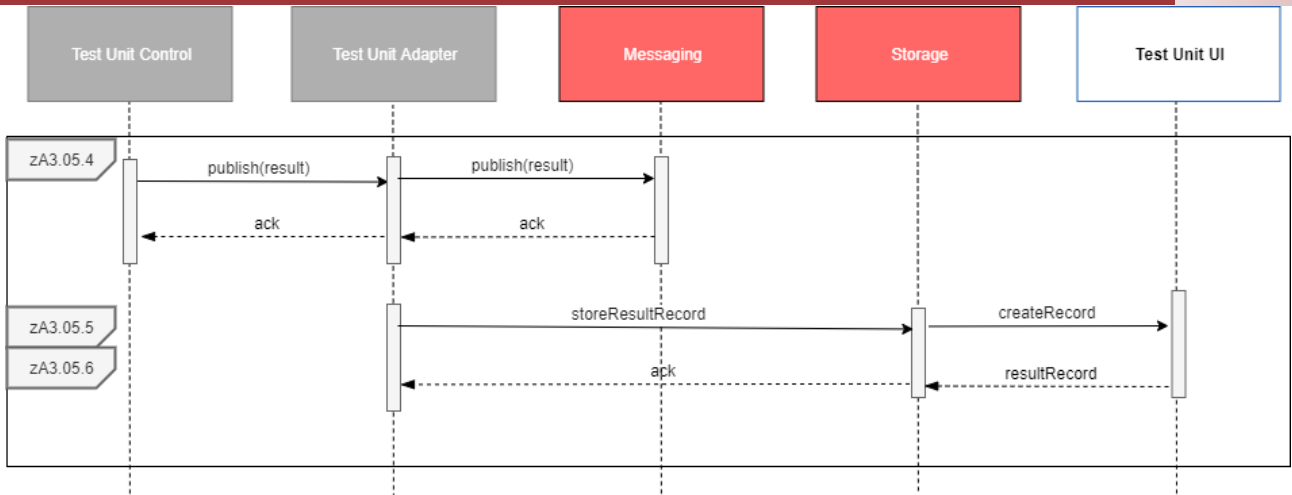 Test Unit Control
Test Unit Adapter
Messaging
Storage
Test Unit UI
zA3.05.4
publish(result)
publish(result)
ack
ack
zA3.05.5
storeResultRecord
createRecord
zA3.05.6
ack
resultRecord